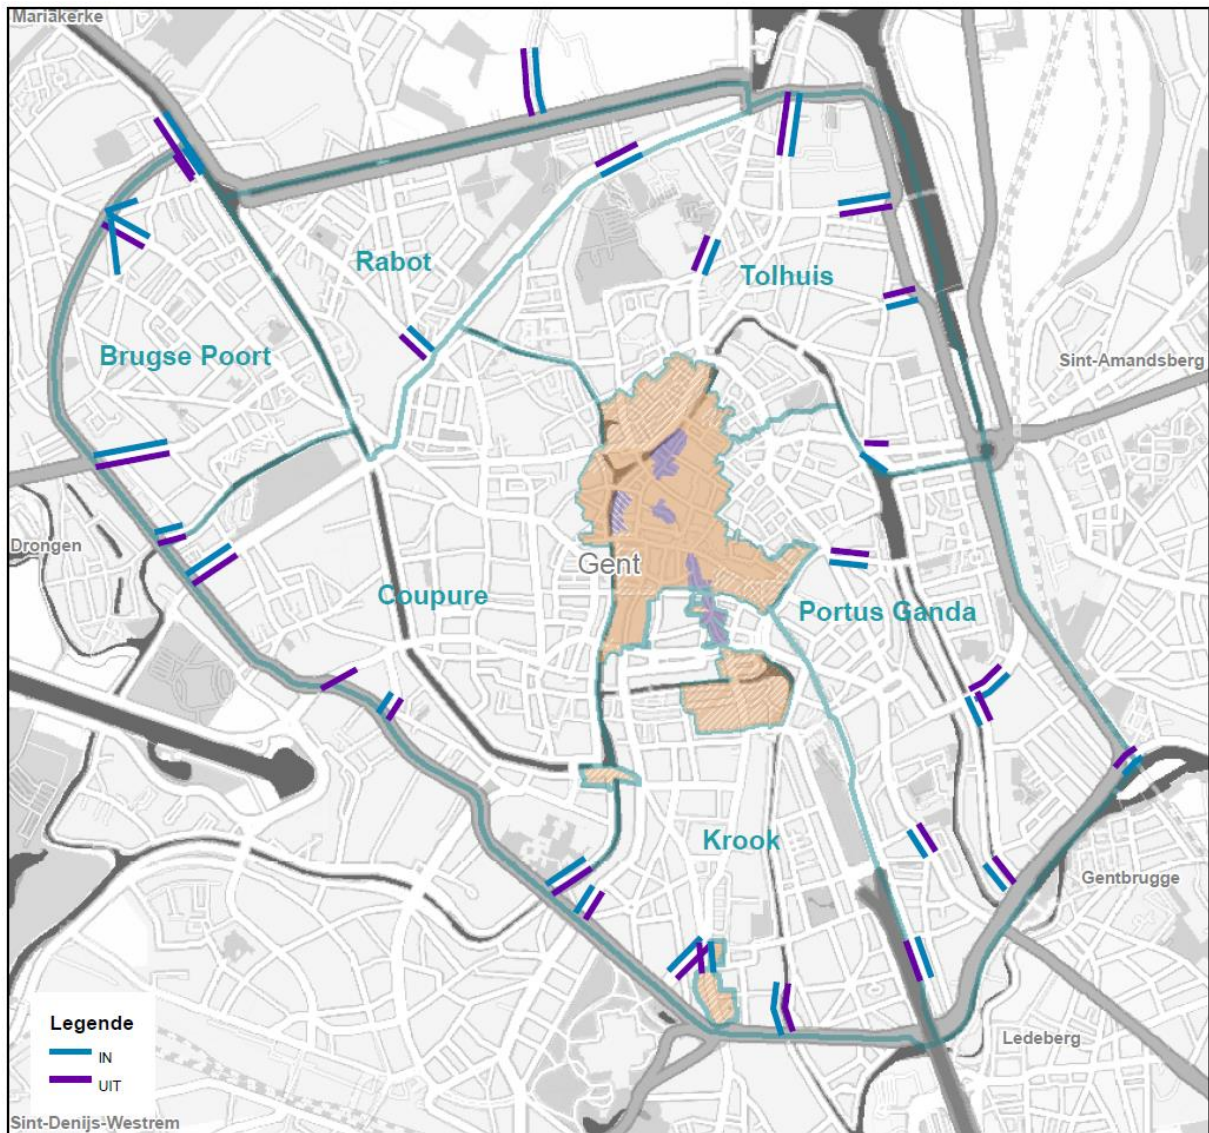 Mariakerke
Rabot
Tolhuis
Brugse Poort
Sint-Amandsberg
Drongen
Gent
Coupure
Portus Ganda
Krook
Gentbrugge
Legende
IN
UIT
Ledeberg
Sint-Denijs-Westrem